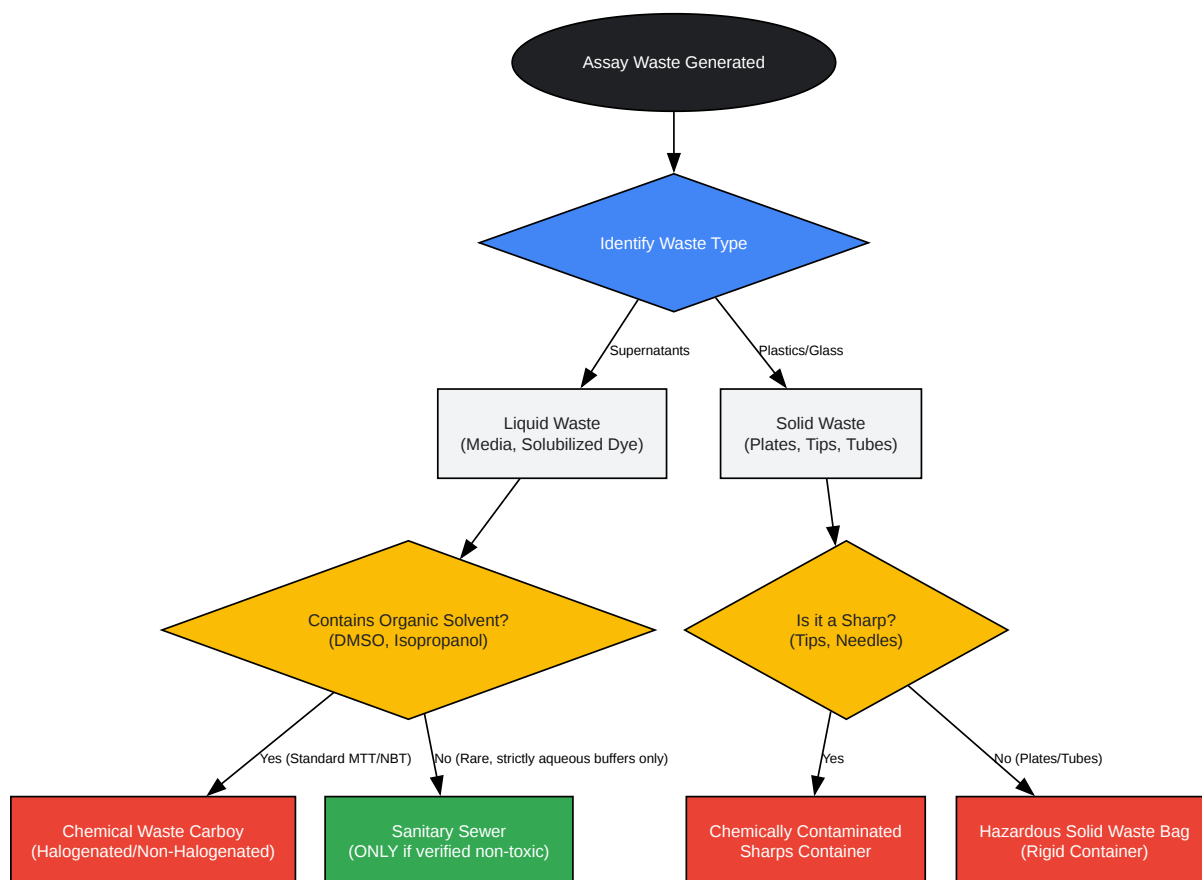 Assay Waste Generated
Identify Waste Type
Supernatants
Plastics/Glass
Liquid Waste
(Media, Solubilized Dye)
Solid Waste
(Plates, Tips, Tubes)
Contains Organic Solvent?
(DMSO, Isopropanol)
Is it a Sharp?
(Tips, Needles)
Yes (Standard MTT/NBT)
No (Rare, strictly aqueous buffers only)
Yes
No (Plates/Tubes)
Chemical Waste Carboy
(Halogenated/Non-Halogenated)
Sanitary Sewer
(ONLY if verified non-toxic)
Chemically Contaminated
Sharps Container
Hazardous Solid Waste Bag
(Rigid Container)